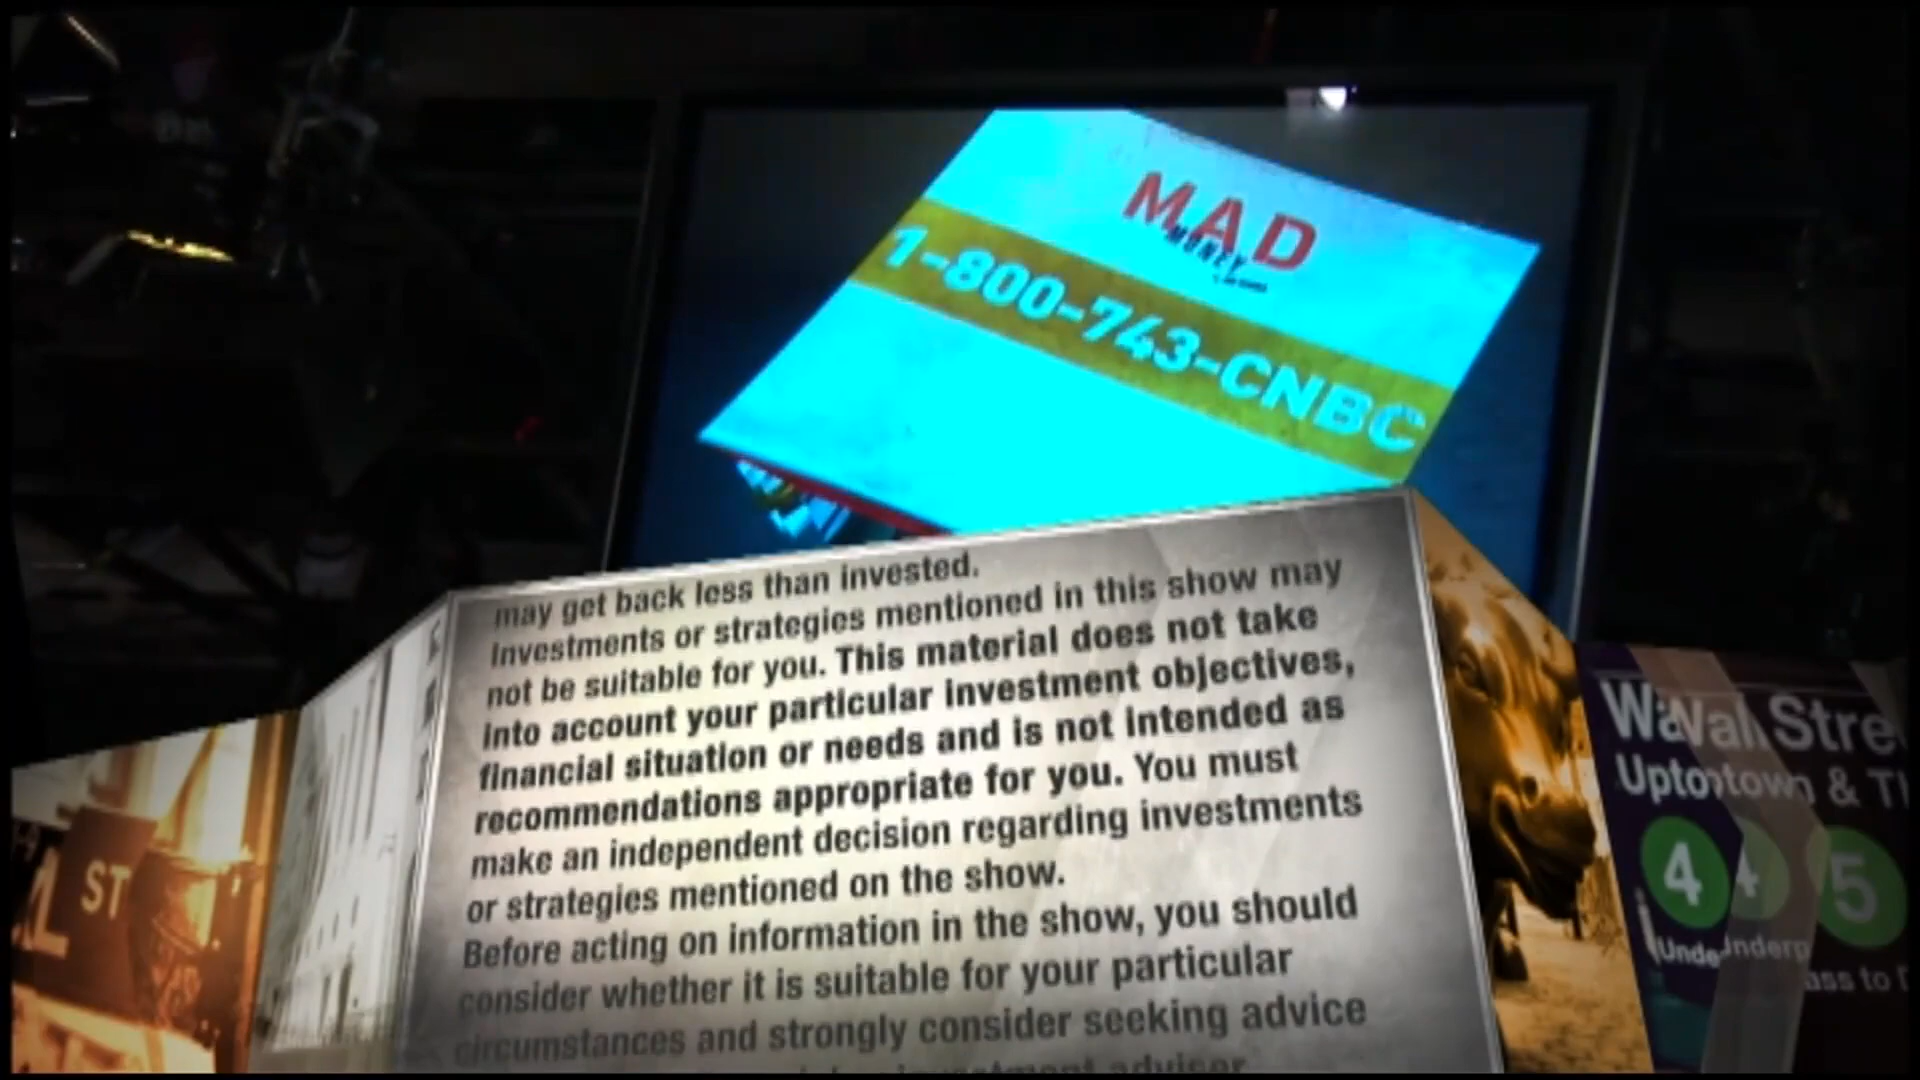 MAD
MONEY
1-800-743-CNBC
may get back less than invested.
Investments or strategies mentioned in this show may
not be suitable for you. This material does not take
into account your particular investment objectives,
financial situation or needs and is not intended as
recommendations appropriate for you. You must
make an independent decision regarding investments
or strategies mentioned on the show.
Before acting on information in the show, you should
consider whether it is suitable for your particular
circumstances and strongly consider seeking advice
investment advisor
ST
Wall Stre
Uptown & T
4
4
5